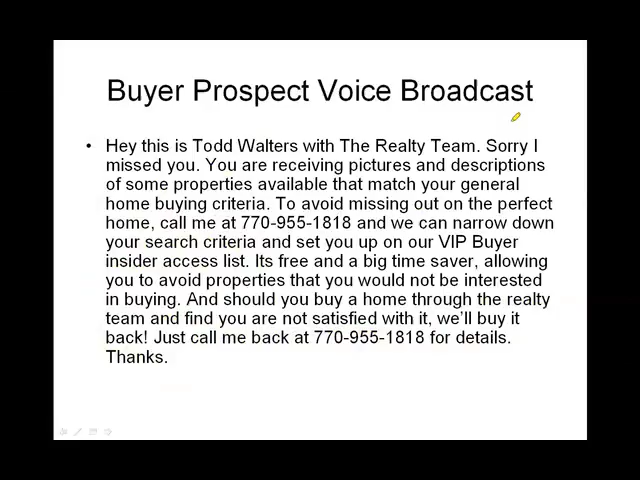 Buyer Prospect Voice Broadcast
• Hey this is Todd Walters with The Realty Team. Sorry I
missed you. You are receiving pictures and descriptions
of some properties available that match your general
home buying criteria. To avoid missing out on the perfect
home, call me at 770-955-1818 and we can narrow down
your search criteria and set you up on our VIP Buyer
insider access list. Its free and a big time saver, allowing
you to avoid properties that you would not be interested
in buying. And should you buy a home through the realty
team and find you are not satisfied with it, we'll buy it
back! Just call me back at 770-955-1818 for details.
Thanks.